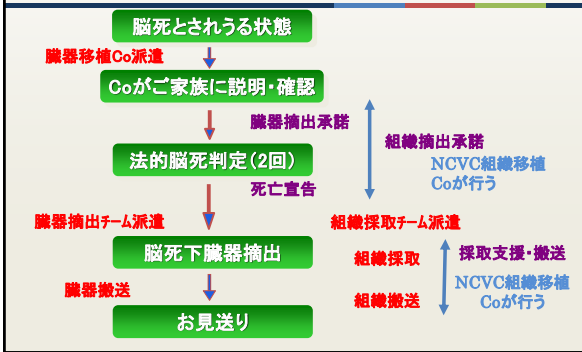 脳死とされうる状態
臓器移植Co派遣
Coがご家族に説明・確認
臓器摘出承諾
組織摘出承諾
NCVC組織移植
Coが行う
法的脳死判定(2回)
死亡宣告
臓器摘出チーム派遣
組織採取チーム派遣
脳死下臓器摘出
組織採取
採取支援・搬送
臓器搬送
NCVC組織移植
Coが行う
組織搬送
お見送り